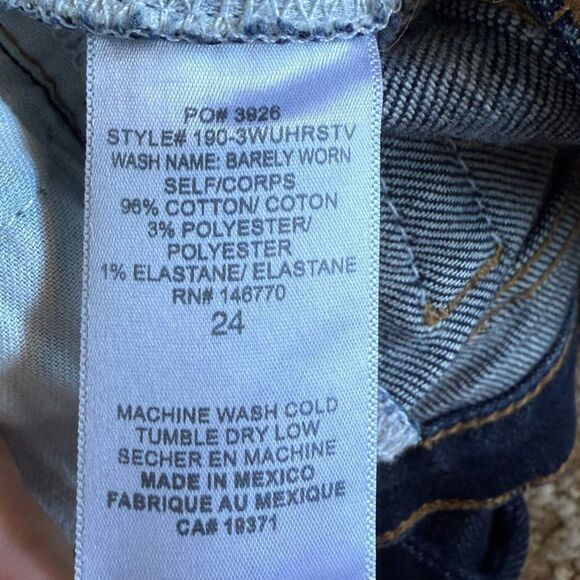 PO# 3926
STYLE# 190-3WUHRSTV
WASH NAME: BARELY WORN
SELF/CORPS
96% COTTON/ COTON
3% POLYESTER/
POLYESTER
1% ELASTANE/ ELASTANE
RN# 146770
24
MACHINE WASH COLD
TUMBLE DRY LOW
SECHER EN MACHINE
MADE IN MEXICO
FABRIQUE AU MEXIQUE
CA# 19371